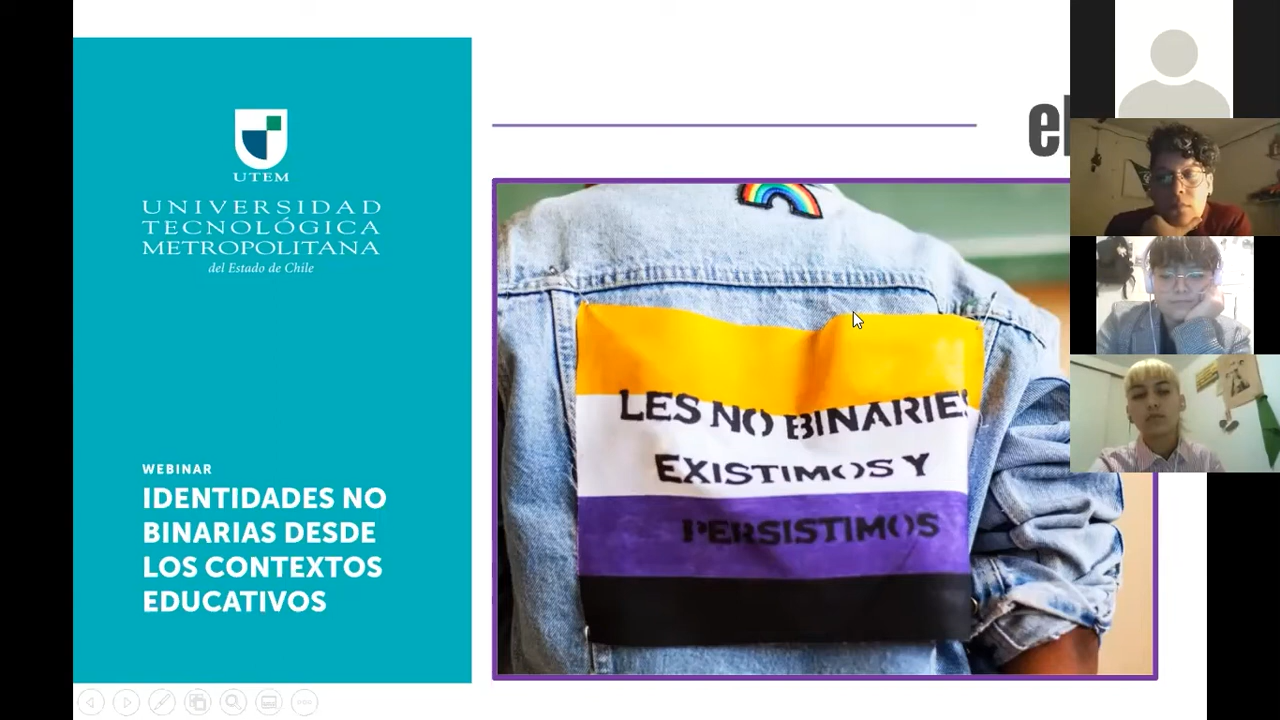 UTEM
UNIVERSIDAD
TECNOLÓGICA
METROPOLITANA
del Estado de Chile
WEBINAR
IDENTIDADES NO
BINARIAS DESDE
LOS CONTEXTOS
EDUCATIVOS
LES NO BINARIES
EXISTIMOS Y
PERSISTIMOS